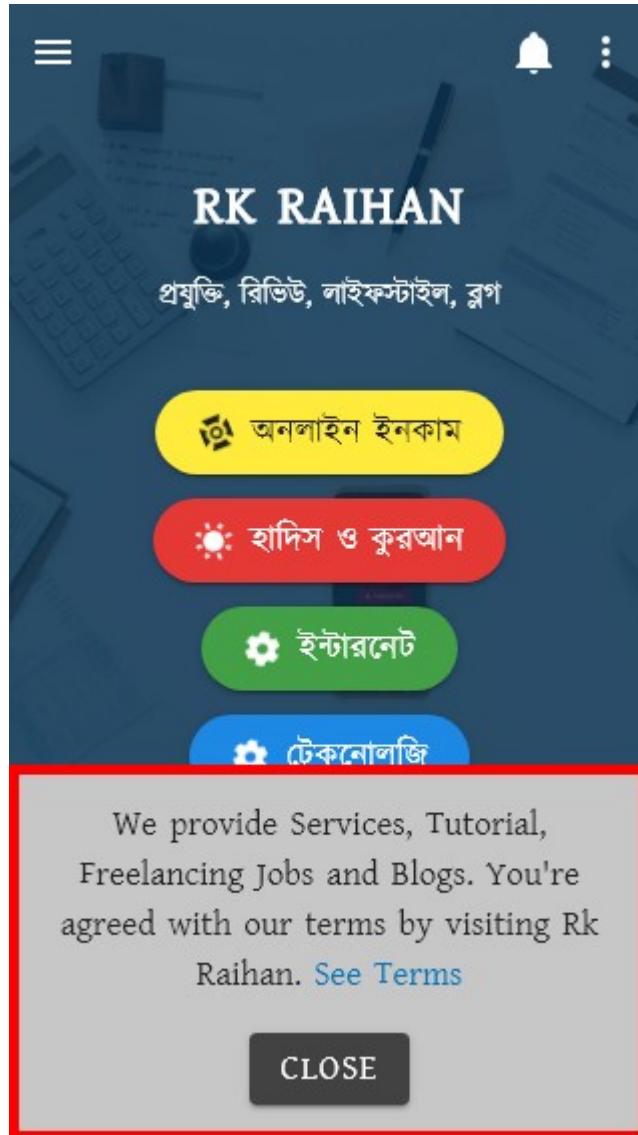 RK RAIHAN
প্রযুক্তি, রিভিউ, লাইফস্টাইল, ব্লগ
অনলাইন ইনকাম
হাদিস ও কুরআন
ইন্টারনেট
টেকনোলজি
We provide Services, Tutorial,
Freelancing Jobs and Blogs. You're
agreed with our terms by visiting Rk
Raihan. See Terms
CLOSE